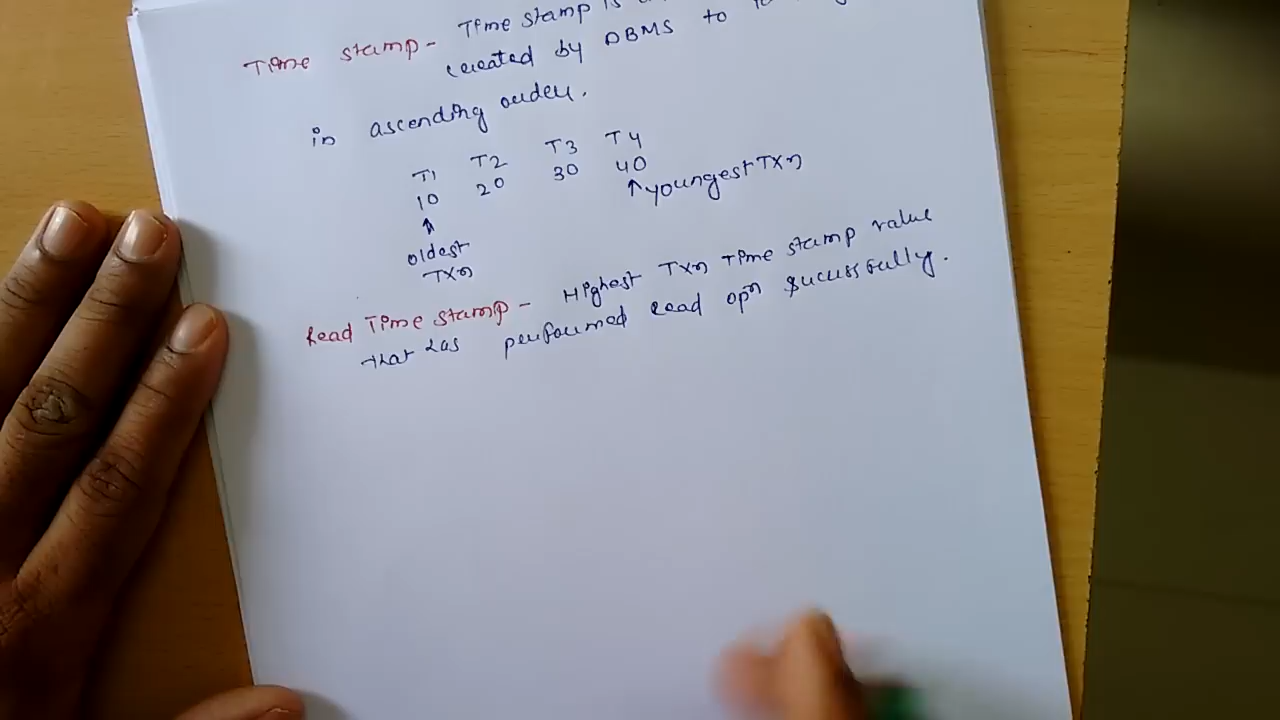 Time stamp - Time stamp is
created by DBMS to
in ascending order.
T1 T2 T3 T4
10 20 30 40
↑ ↑ youngest TXn
oldest
TXn
Read Time stamp - Highest TXn Time stamp value
that has performed read opn successfully.